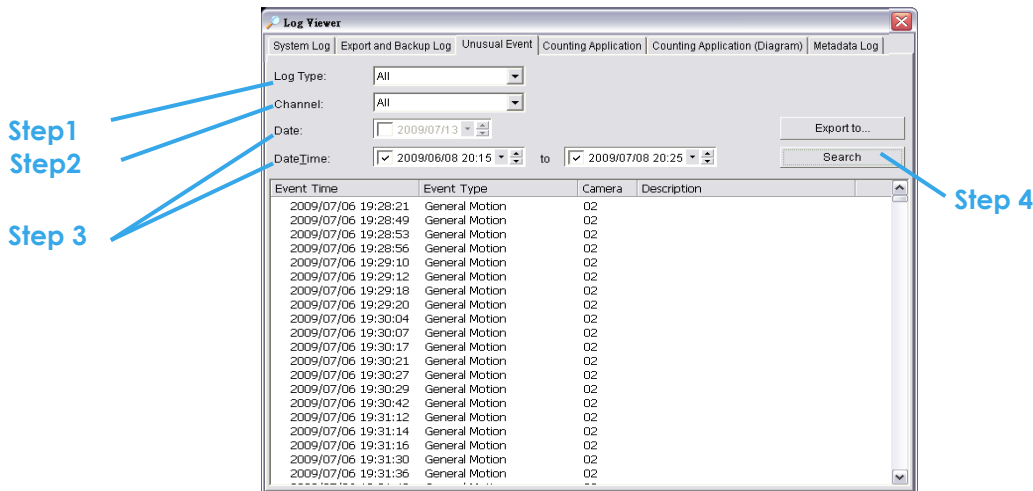 Log Viewer
System Log Export and Backup Log Unusual Event Counting Application Counting Application (Diagram) Metadata Log
Log Type: All
Channel: All
Date: 2009/07/13
Export to...
DateTime: 2009/06/08 20:15 to 2009/07/08 20:25
Search
Step1
Step2
Step 3
Step 4
Event Time Event Type Camera Description
2009/07/06 19:28:21 General Motion 02
2009/07/06 19:28:49 General Motion 02
2009/07/06 19:28:53 General Motion 02
2009/07/06 19:28:56 General Motion 02
2009/07/06 19:29:10 General Motion 02
2009/07/06 19:29:12 General Motion 02
2009/07/06 19:29:18 General Motion 02
2009/07/06 19:29:20 General Motion 02
2009/07/06 19:30:04 General Motion 02
2009/07/06 19:30:07 General Motion 02
2009/07/06 19:30:17 General Motion 02
2009/07/06 19:30:21 General Motion 02
2009/07/06 19:30:27 General Motion 02
2009/07/06 19:30:29 General Motion 02
2009/07/06 19:30:42 General Motion 02
2009/07/06 19:31:12 General Motion 02
2009/07/06 19:31:14 General Motion 02
2009/07/06 19:31:16 General Motion 02
2009/07/06 19:31:30 General Motion 02
2009/07/06 19:31:36 General Motion 02